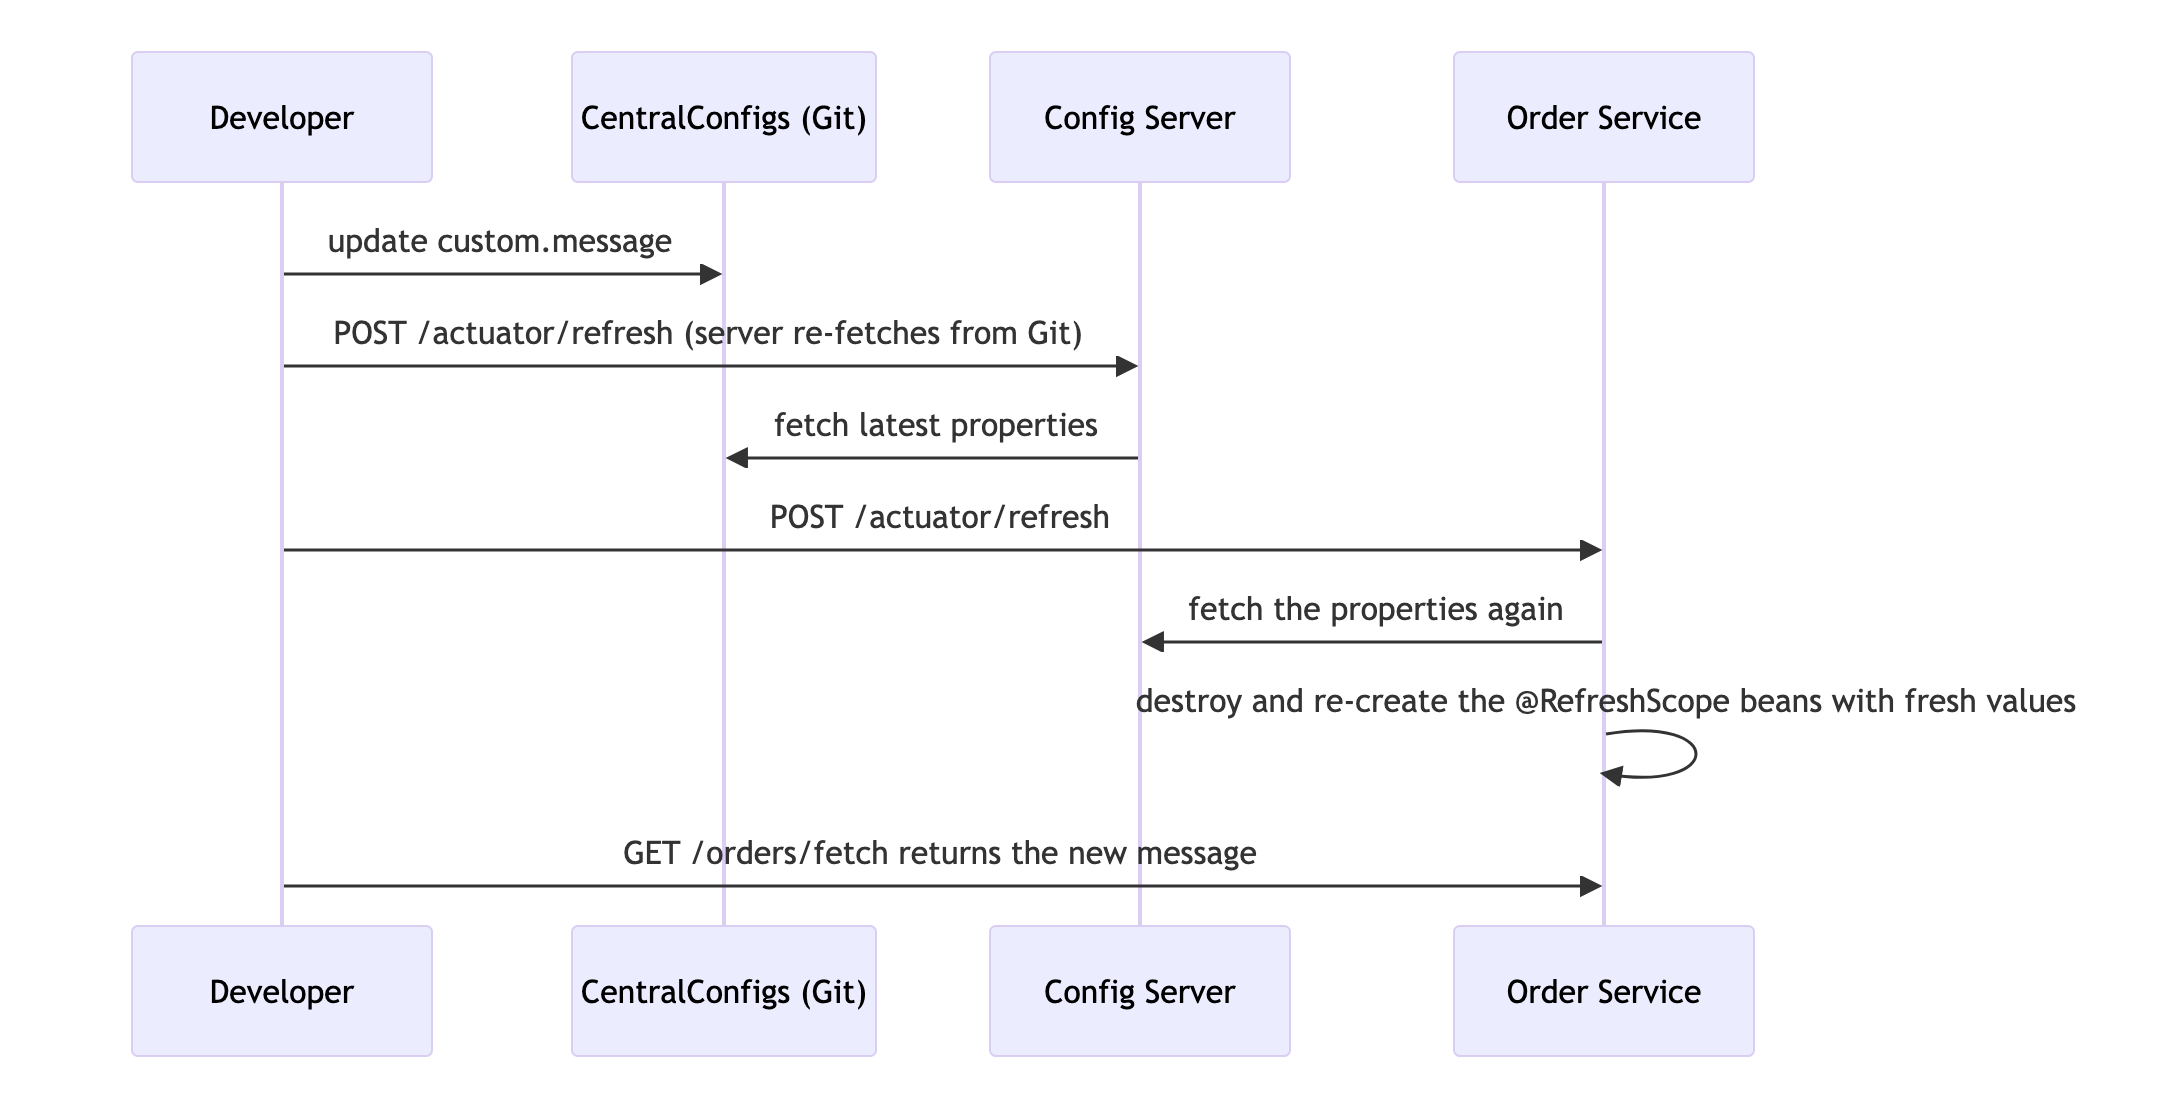 Developer
CentralConfigs (Git)
Config Server
Order Service
update custom.message
POST /actuator/refresh (server re-fetches from Git)
fetch latest properties
POST /actuator/refresh
fetch the properties again
destroy and re-create the @RefreshScope beans with fresh values
GET /orders/fetch returns the new message
Developer
CentralConfigs (Git)
Config Server
Order Service